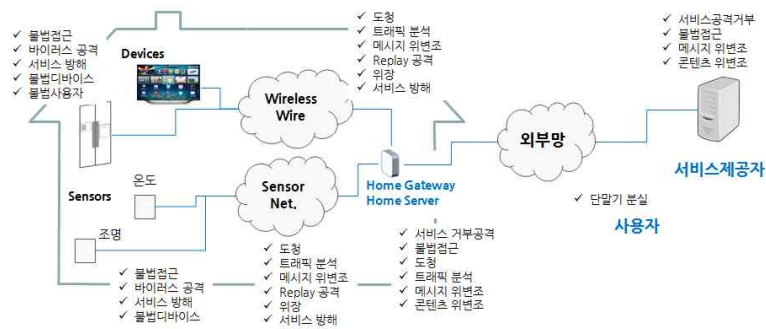 ✓ 불법접근
✓ 바이러스 공격
✓ 서비스 방해
✓ 불법디바이스
✓ 불법사용자
Devices
✓ 도청
✓ 트래픽 분석
✓ 메시지 위변조
✓ Replay 공격
✓ 위장
✓ 서비스 방해
✓ 서비스공격거부
✓ 불법접근
✓ 메시지 위변조
✓ 콘텐츠 위변조
Wireless
Wire
외부망
서비스제공자
Sensors
온도
조명
Sensor
Net.
Home Gateway
Home Server
✓ 단말기 분실
사용자
✓ 불법접근
✓ 바이러스 공격
✓ 서비스 방해
✓ 불법디바이스
✓ 도청
✓ 트래픽 분석
✓ 메시지 위변조
✓ Replay 공격
✓ 위장
✓ 서비스 방해
✓ 서비스 거부공격
✓ 불법접근
✓ 도청
✓ 트래픽 분석
✓ 메시지 위변조
✓ 콘텐츠 위변조